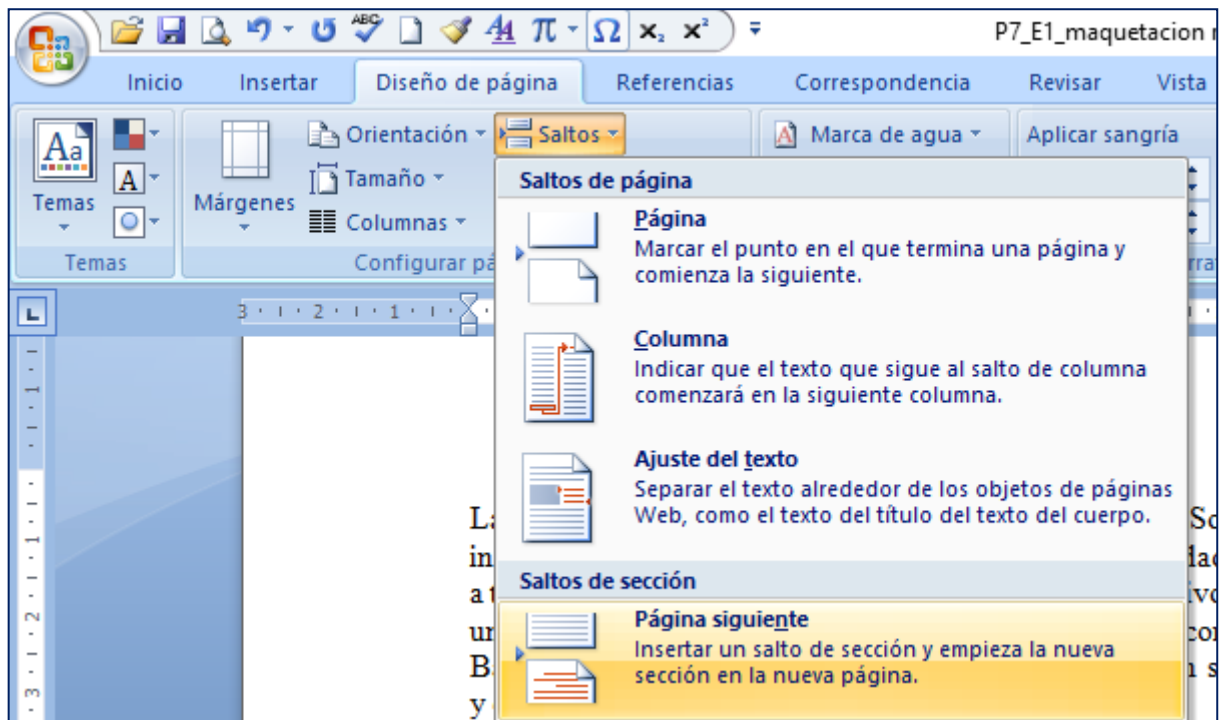 P7_E1_maquetacion
Inicio Insertar Diseño de página Referencias Correspondencia Revisar Vista
Orientación Saltos Marca de agua Aplicar sangría
Tamaño
Temas Márgenes Columnas
Temas Configurar
3 2 1
Saltos de página
Página
Marcar el punto en el que termina una página y
comienza la siguiente.
Columna
Indicar que el texto que sigue al salto de columna
comenzará en la siguiente columna.
Ajuste del texto
Separar el texto alrededor de los objetos de páginas
Web, como el texto del título del texto del cuerpo.
Saltos de sección
Página siguiente
Insertar un salto de sección y empieza la nueva
sección en la nueva página.